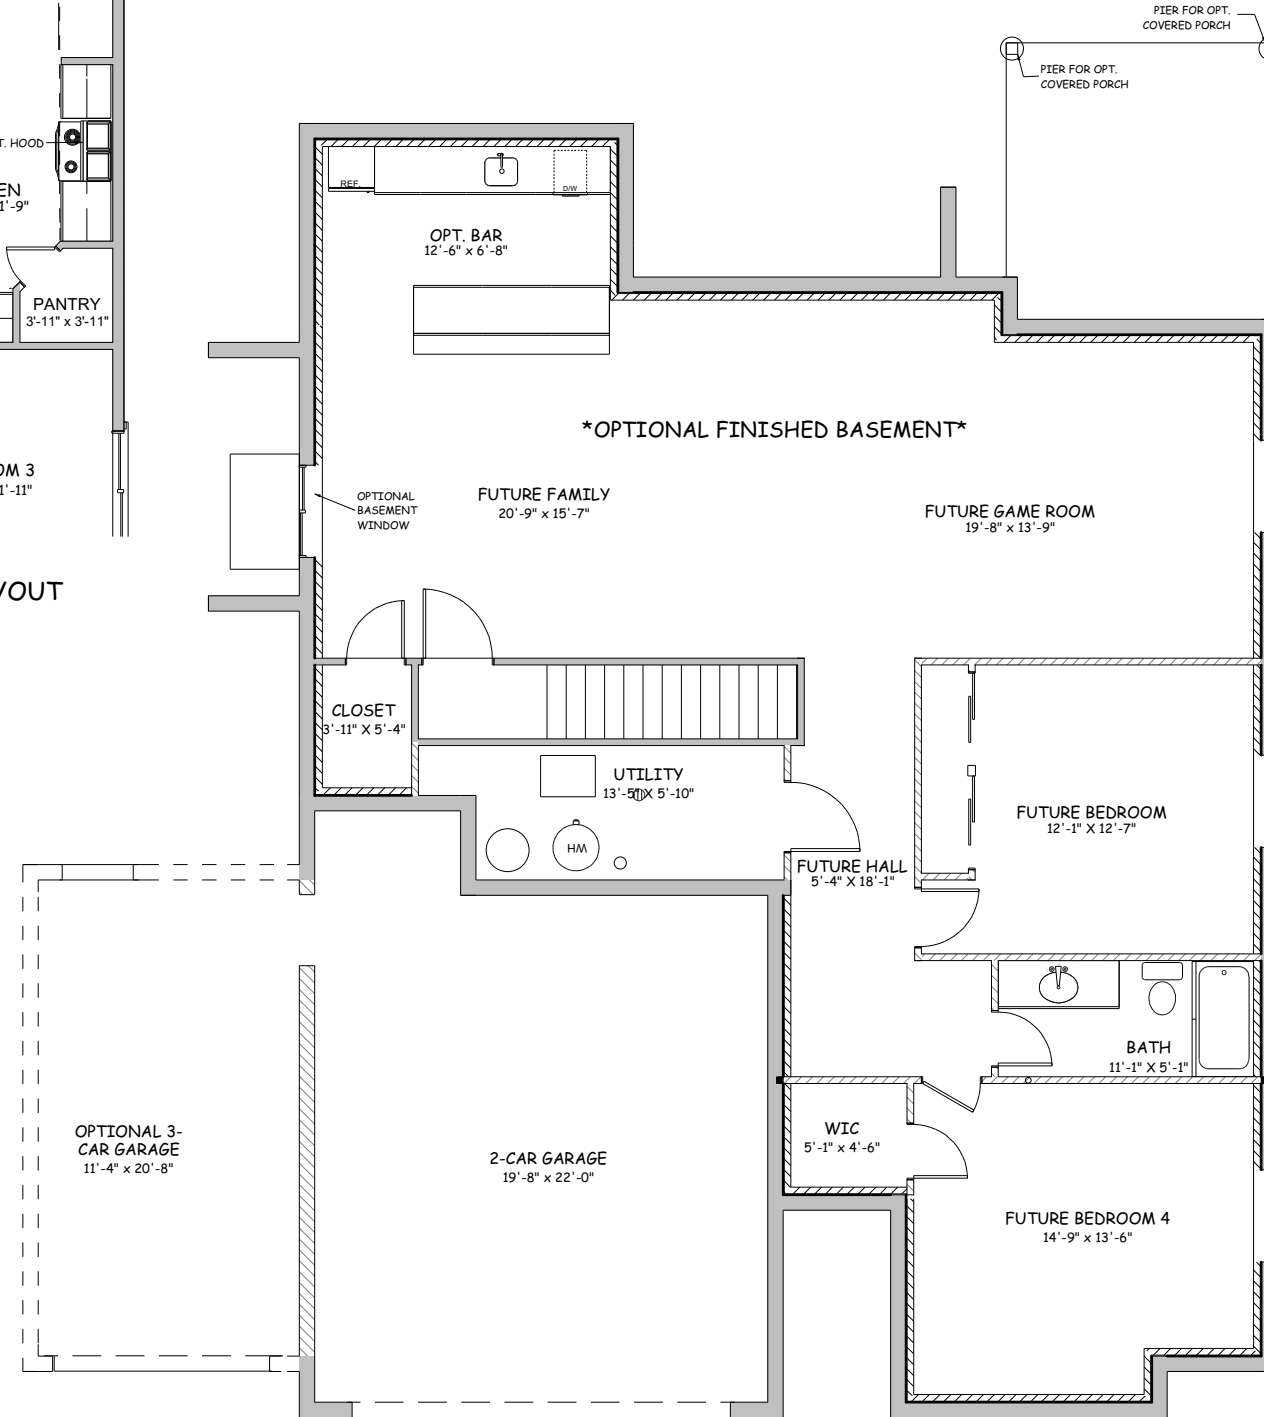 PIER FOR OPT.
COVERED PORCH
PIER FOR OPT.
COVERED PORCH
T. HOOD
EN
1'-9"
PANTRY
3'-11" x 3'-11"
OM 3
1'-11"
YOUT
REF.
D/W
OPT. BAR
12'-6" x 6'-8"
*OPTIONAL FINISHED BASEMENT*
OPTIONAL
BASEMENT
WINDOW
FUTURE FAMILY
20'-9" x 15'-7"
FUTURE GAME ROOM
19'-8" x 13'-9"
CLOSET
3'-11" X 5'-4"
UTILITY
13'-5" X 5'-10"
HW
FUTURE BEDROOM
12'-1" X 12'-7"
FUTURE HALL
5'-4" X 18'-1"
BATH
11'-1" X 5'-1"
WIC
5'-1" x 4'-6"
OPTIONAL 3-
CAR GARAGE
11'-4" x 20'-8"
2-CAR GARAGE
19'-8" x 22'-0"
FUTURE BEDROOM 4
14'-9" x 13'-6"